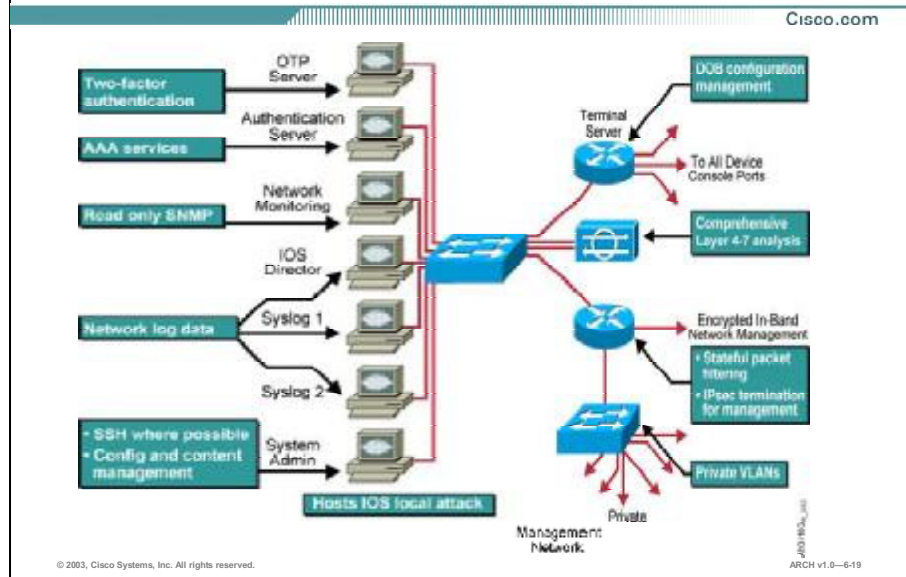 Cisco.com
OTP
Server
Two-factor
authentication
Authentication
Server
AAA services
Network
Monitoring
Read only SNMP
IOS
Director
Network log data
Syslog 1
Syslog 2
• SSH where possible
• Config and content
management
System
Admin
Hosts IOS local attack
OOB configuration
management
Terminal
Server
To All Device
Console Ports
Comprehensive
Layer 4-7 analysis
Encrypted In-Band
Network Management
• Stateful packet
filtering
• IPsec termination
for management
Private VLANs
Private
Management
Network
© 2003, Cisco Systems, Inc. All rights reserved.
ARCH v1.0—6-19